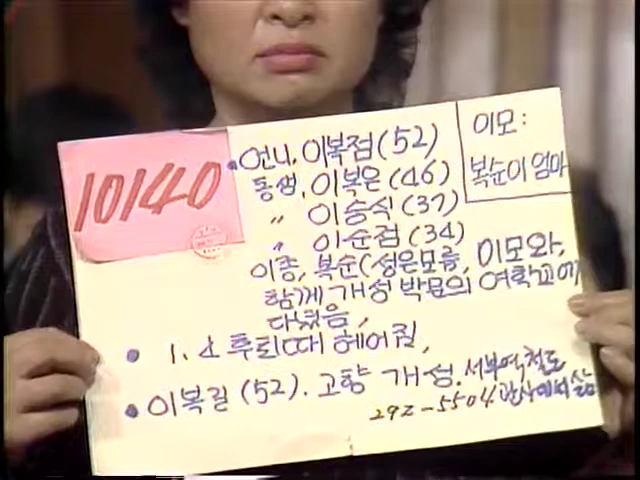 10140
언니, 이복점 (52)
동생, 이복은 (46)
〃 이승식 (37)
〃 이순점 (34)
이모:
복순이 엄마
이종, 복순(성은모름, 이모와,
함께 개성 박문의 여학교에
다녔음,
1. 4 후퇴때 헤어질,
이복길 (52). 고향 개성. 서부역 철도
292-5504 관사에서 삶